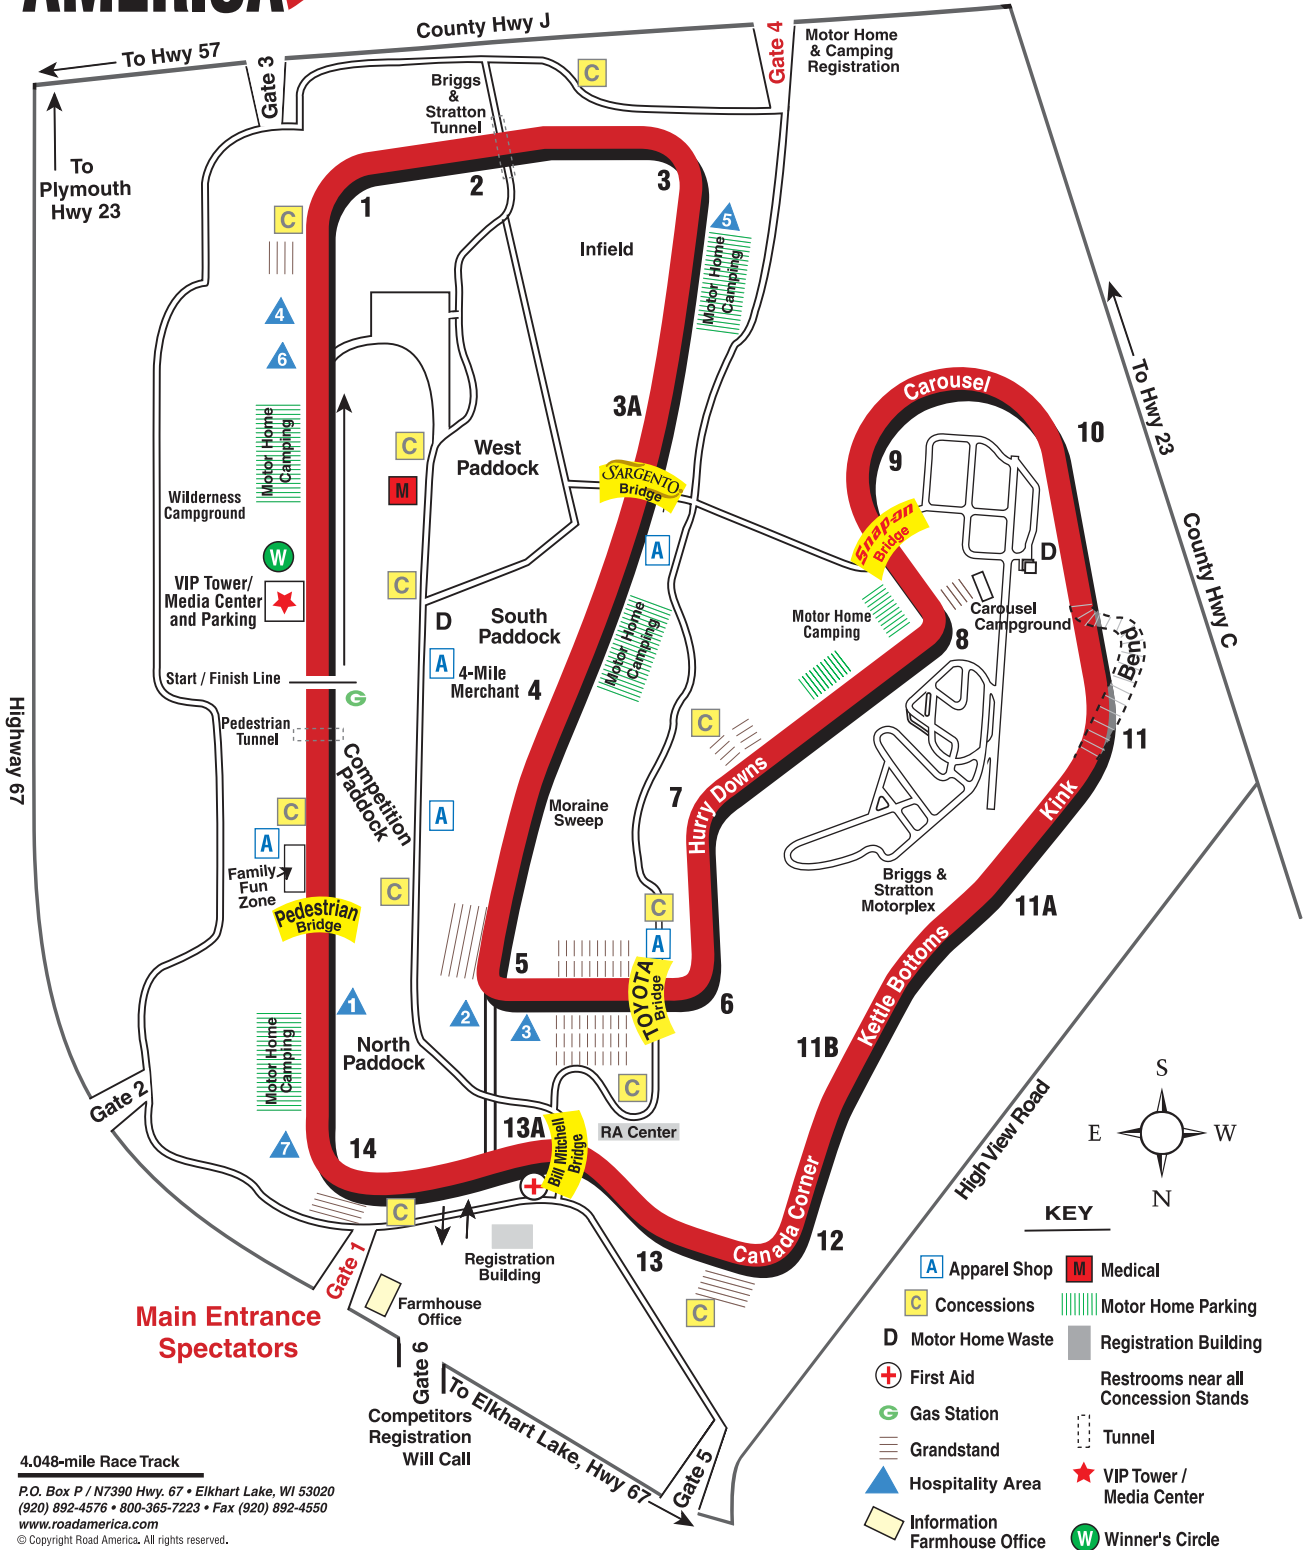 AMERICA
County Hwy J
To Hwy 57
Gate 3
Gate 4
Motor Home
& Camping
Registration
C
Briggs
&
Stratton
Tunnel
To
Plymouth
Hwy 23
1
2
3
C
5
Infield
Motor Home
Camping
4
6
3A
Carousel
10
To Hwy 23
Motor Home
Camping
C
West
Paddock
9
M
SARGENTO
Bridge
Wilderness
Campground
Snap-on
Bridge
County Hwy C
W
A
D
VIP Tower/
Media Center
and Parking
C
D
South
Paddock
Motor Home
Camping
Motor Home
Camping
Carousel
Campground
8
Bend
A
4-Mile
Merchant
4
Start / Finish Line
G
Highway 67
Pedestrian
Tunnel
C
11
Competition
Paddock
Hurry Downs
7
Kink
C
A
A
Moraine
Sweep
Family
Fun
Zone
C
Briggs &
Stratton
Motorplex
11A
Pedestrian
Bridge
C
A
Kettle Bottoms
5
TOYOTA
Bridge
6
1
2
3
North
Paddock
11B
Motor Home
Camping
Gate 2
C
High View Road
S
E
W
N
7
14
13A
Bill Mitchell
Bridge
RA Center
Canada Corner
C
Registration
Building
13
12
Gate 1
Main Entrance
Spectators
Farmhouse
Office
C
Gate 6
Competitors
Registration
Will Call
To Elkhart Lake, Hwy 67
Gate 5
KEY
A Apparel Shop
M Medical
C Concessions
Motor Home Parking
D Motor Home Waste
Registration Building
First Aid
Restrooms near all
Concession Stands
G Gas Station
Tunnel
Grandstand
Hospitality Area
VIP Tower /
Media Center
Information
Farmhouse Office
W Winner's Circle
4.048-mile Race Track
P.O. Box P / N7390 Hwy. 67 • Elkhart Lake, WI 53020
(920) 892-4576 • 800-365-7223 • Fax (920) 892-4550
www.roadamerica.com
© Copyright Road America. All rights reserved.